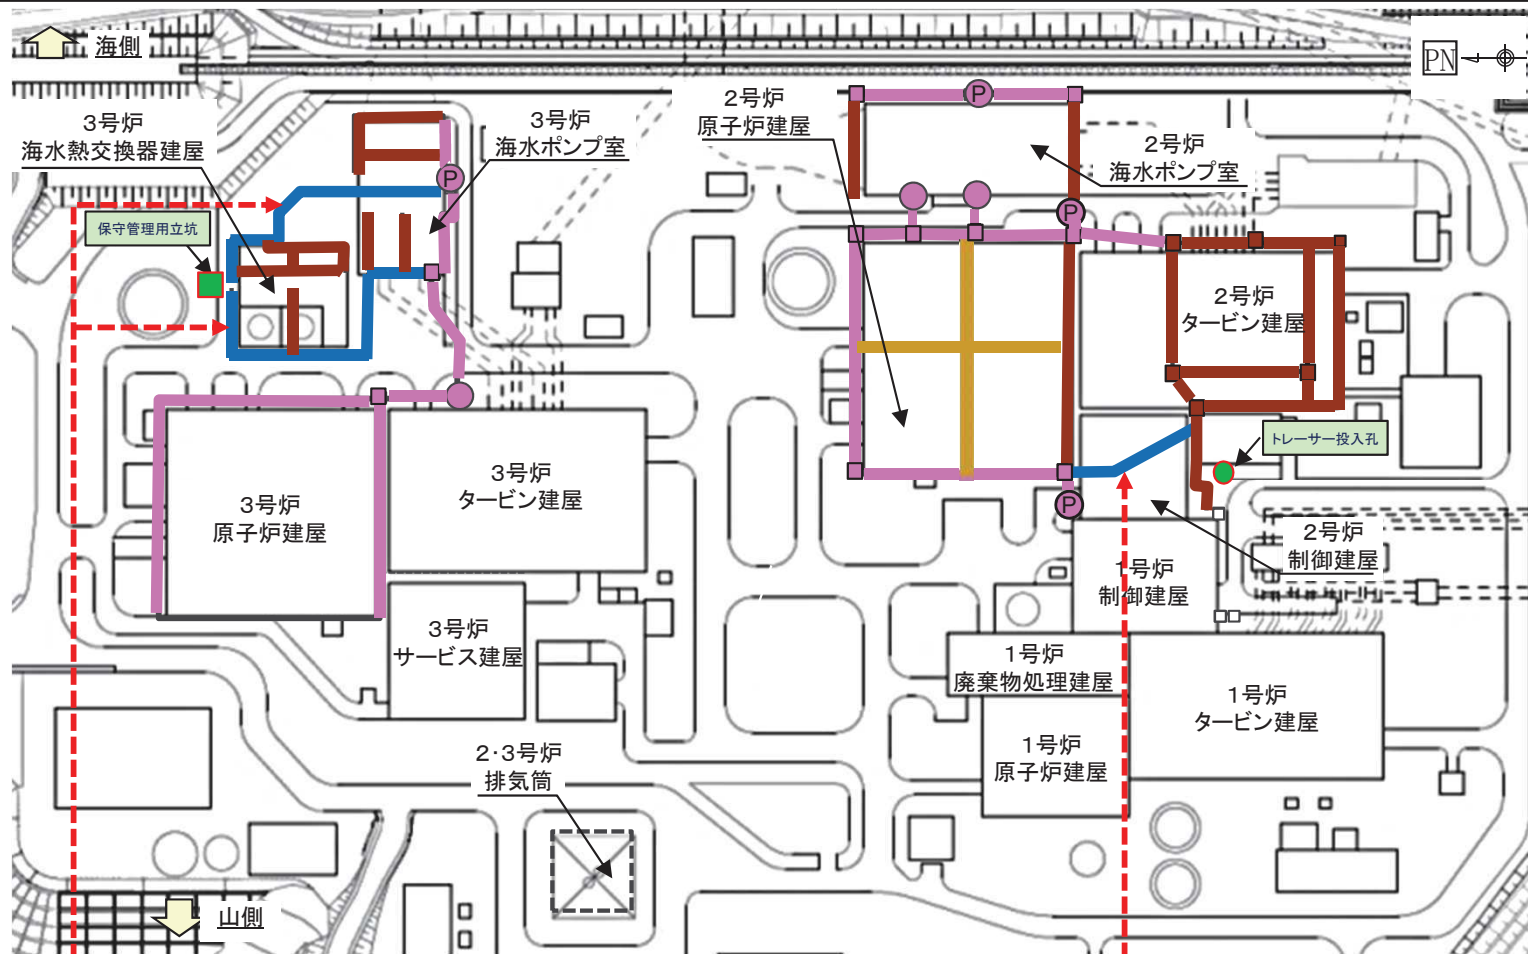 海側
PN
3号炉
海水熱交換器建屋
3号炉
海水ポンプ室
2号炉
原子炉建屋
2号炉
海水ポンプ室
P
P
P
P
保守管理用立坑
2号炉
タービン建屋
トレーサー投入孔
3号炉
原子炉建屋
3号炉
タービン建屋
2号炉
制御建屋
1号炉
制御建屋
3号炉
サービス建屋
1号炉
廃棄物処理建屋
1号炉
タービン建屋
1号炉
原子炉建屋
2・3号炉
排気筒
山側